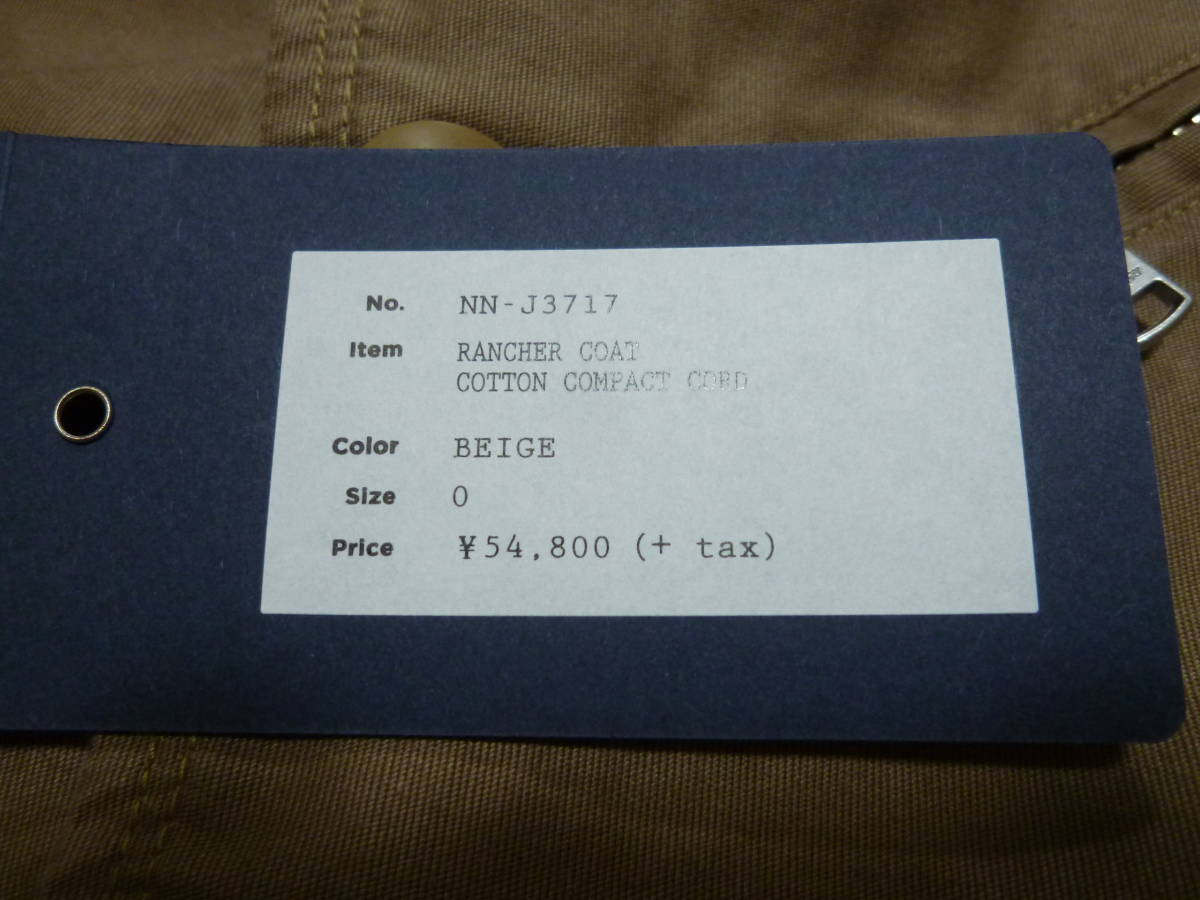 No. NN-J3717
Item RANCHER COAT
COTTON COMPACT CORD
Color BEIGE
Size 0
Price ¥54,800 (+ tax)